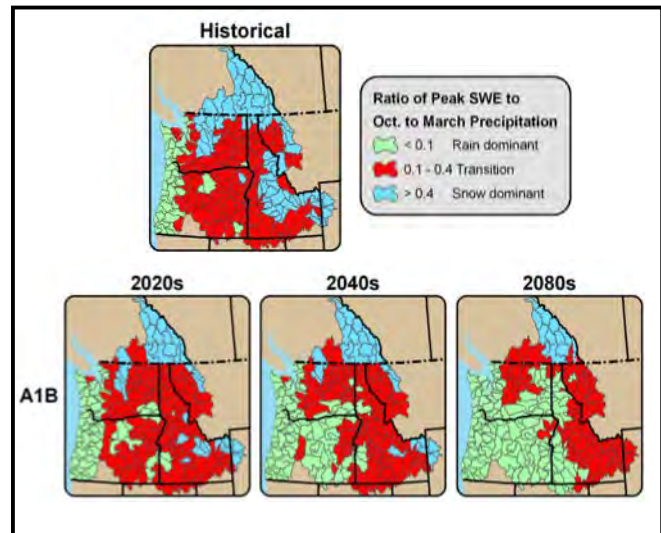 Historical
Ratio of Peak SWE to
Oct. to March Precipitation
< 0.1 Rain dominant
0.1 - 0.4 Transition
> 0.4 Snow dominant
2020s
2040s
2080s
A1B